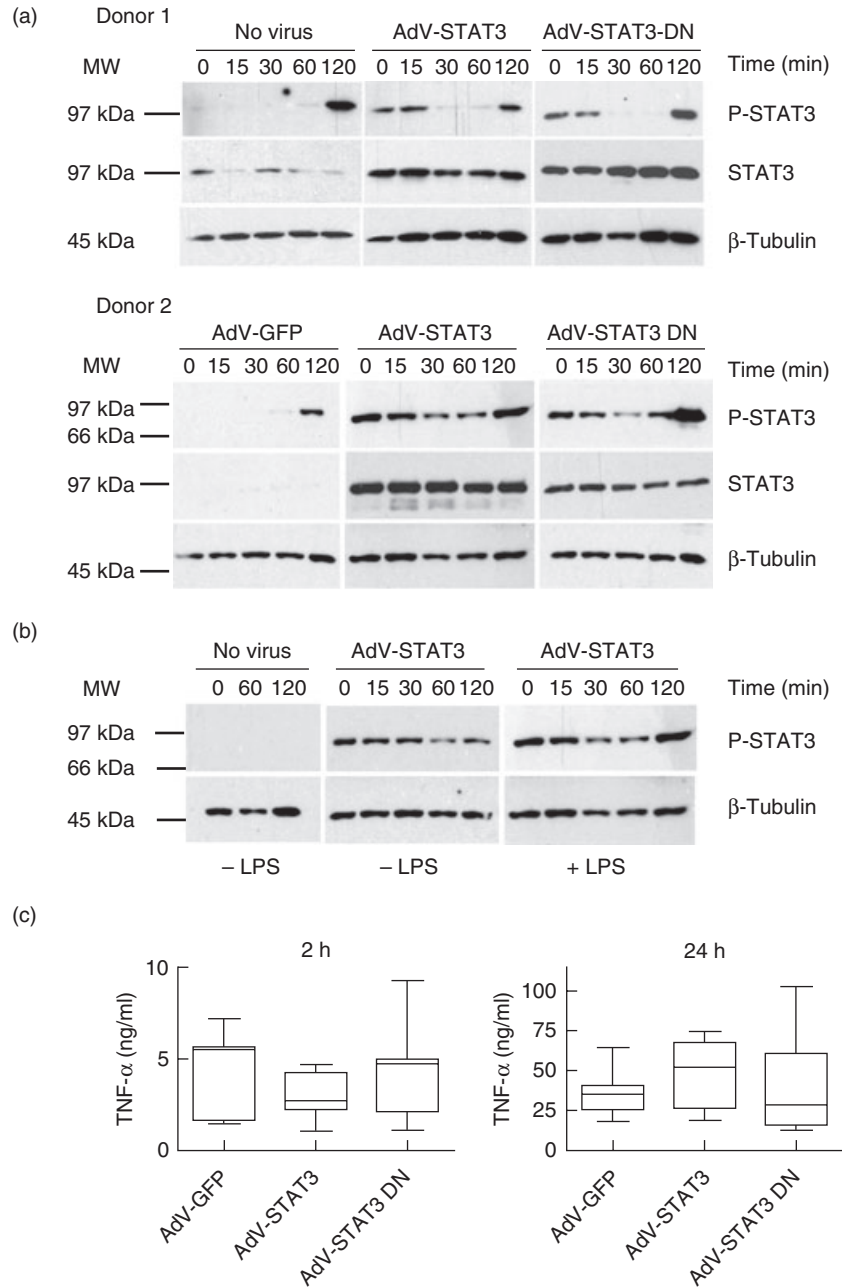 (a)
Donor 1
No virus AdV-STAT3 AdV-STAT3-DN
MW 0 15 30 60 120 0 15 30 60 120 0 15 30 60 120 Time (min)
97 kDa P-STAT3
97 kDa STAT3
45 kDa β-Tubulin
Donor 2
AdV-GFP AdV-STAT3 AdV-STAT3 DN
MW 0 15 30 60 120 0 15 30 60 120 0 15 30 60 120 Time (min)
97 kDa P-STAT3
66 kDa
97 kDa STAT3
45 kDa β-Tubulin
(b)
No virus AdV-STAT3 AdV-STAT3
MW 0 60 120 0 15 30 60 120 0 15 30 60 120 Time (min)
97 kDa P-STAT3
66 kDa
45 kDa β-Tubulin
– LPS – LPS + LPS
(c)
2 h 24 h
TNF-α (ng/ml) 10 5 0
TNF-α (ng/ml) 100 75 50 25 0
AdV-GFP AdV-STAT3 AdV-STAT3 DN
AdV-GFP AdV-STAT3 AdV-STAT3 DN